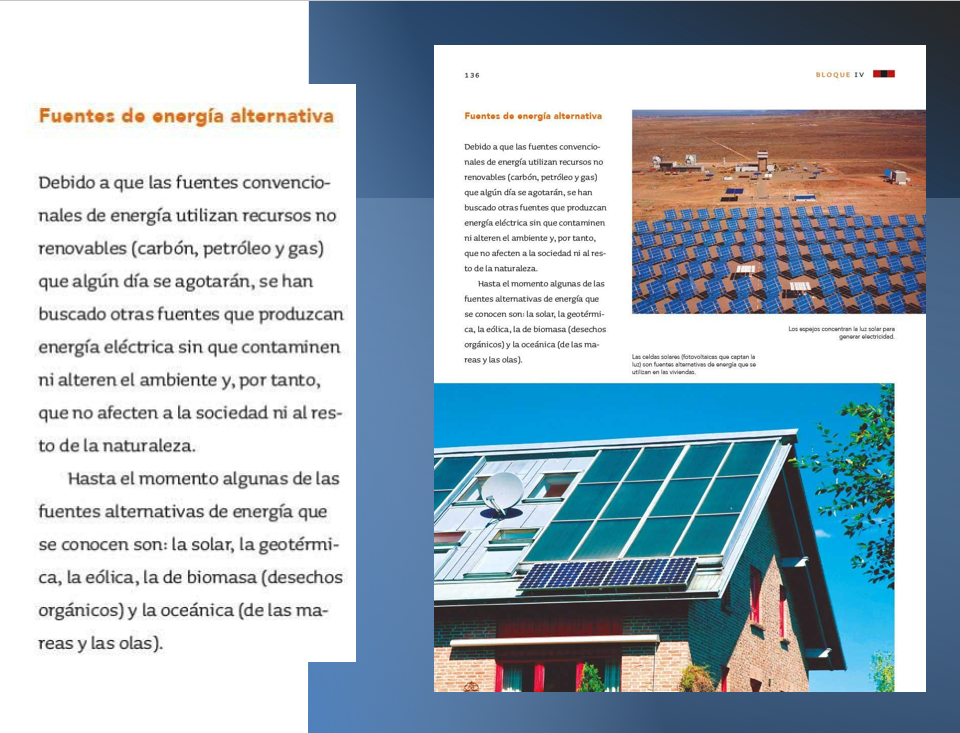 Fuentes de energía alternativa
Debido a que las fuentes convencio-
nales de energía utilizan recursos no
renovables (carbón, petróleo y gas)
que algún día se agotarán, se han
buscado otras fuentes que produzcan
energía eléctrica sin que contaminen
ni alteren el ambiente y, por tanto,
que no afecten a la sociedad ni al res-
to de la naturaleza.
Hasta el momento algunas de las
fuentes alternativas de energía que
se conocen son: la solar, la geotérmi-
ca, la eólica, la de biomasa (desechos
orgánicos) y la oceánica (de las ma-
reas y las olas).
136
BLOQUE IV
Fuentes de energía alternativa
Debido a que las fuentes convencio-
nales de energía utilizan recursos no
renovables (carbón, petróleo y gas)
que algún día se agotarán, se han
buscado otras fuentes que produzcan
energía eléctrica sin que contaminen
ni alteren el ambiente y, por tanto,
que no afecten a la sociedad ni al res-
to de la naturaleza.
Hasta el momento algunas de las
fuentes alternativas de energía que
se conocen son: la solar, la geotérmi-
ca, la eólica, la de biomasa (desechos
orgánicos) y la oceánica (de las ma-
reas y las olas).
Los espejos concentran la luz solar para
generar electricidad.
Las celdas solares (fotovoltaicas que captan la
luz) son fuentes alternativas de energía que se
utilizan en las viviendas.